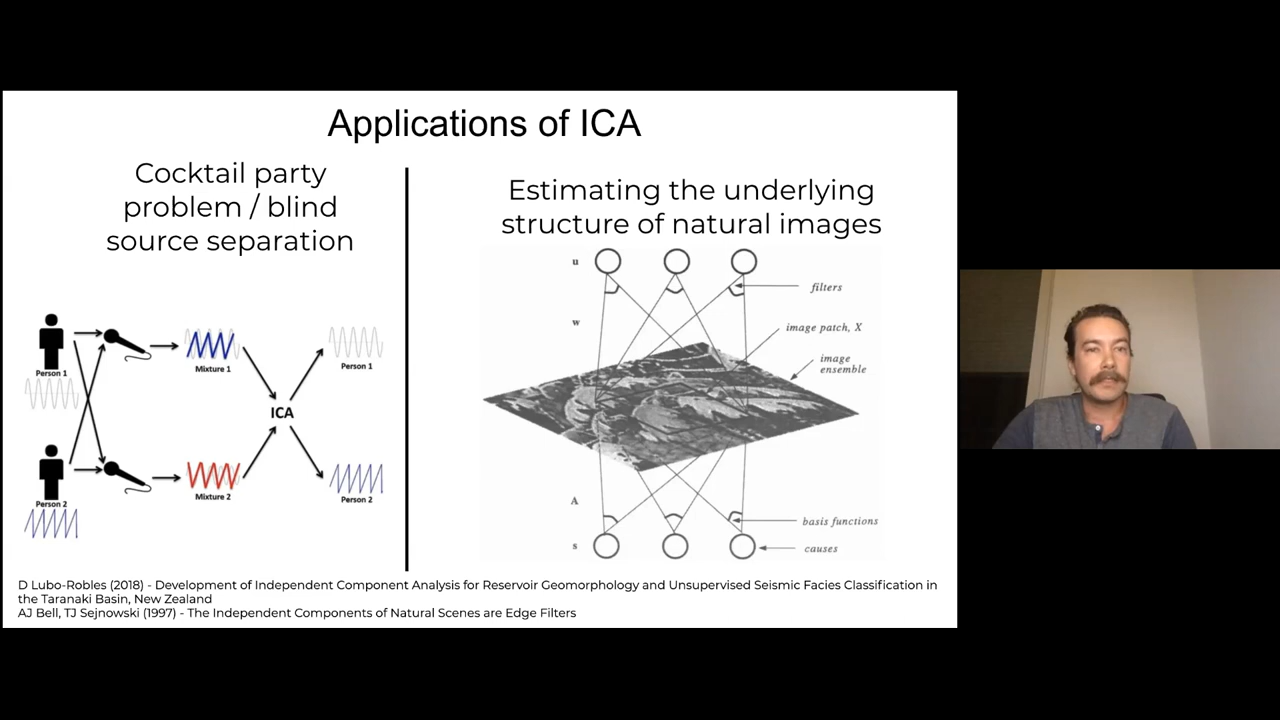 Applications of ICA
Cocktail party
problem / blind
source separation
Person 1
Mixture 1
Person 1
ICA
Person 2
Mixture 2
Person 2
Estimating the underlying
structure of natural images
u
filters
w
image patch, X
image
ensemble
A
basis functions
s
causes
D Lubo-Robles (2018) - Development of Independent Component Analysis for Reservoir Geomorphology and Unsupervised Seismic Facies Classification in
the Taranaki Basin, New Zealand
AJ Bell, TJ Sejnowski (1997) - The Independent Components of Natural Scenes are Edge Filters